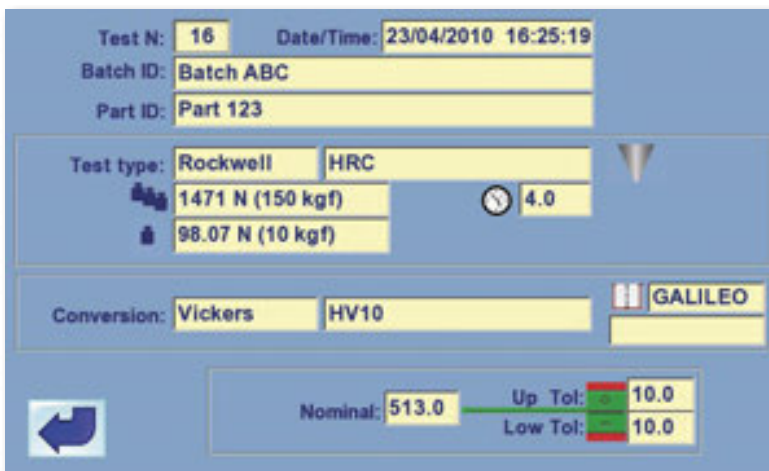 Test N: 16 Date/Time: 23/04/2010 16:25:19
Batch ID: Batch ABC
Part ID: Part 123
Test type: Rockwell HRC
1471 N (150 kgf) 4.0
98.07 N (10 kgf)
GALILEO
Conversion: Vickers HV10
Up Tol: 10.0
Nominal: 513.0
Low Tol: 10.0